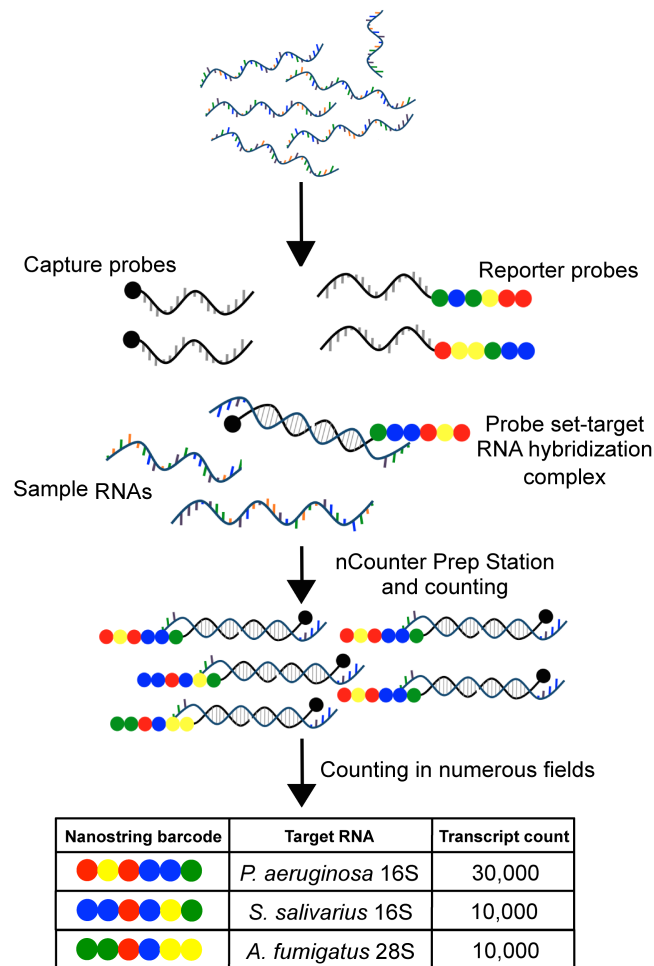 Capture probes
Reporter probes
Probe set-target
RNA hybridization
complex
Sample RNAs
nCounter Prep Station
and counting
Counting in numerous fields
Nanostring barcode Target RNA Transcript count
P. aeruginosa 16S 30,000
S. salivarius 16S 10,000
A. fumigatus 28S 10,000